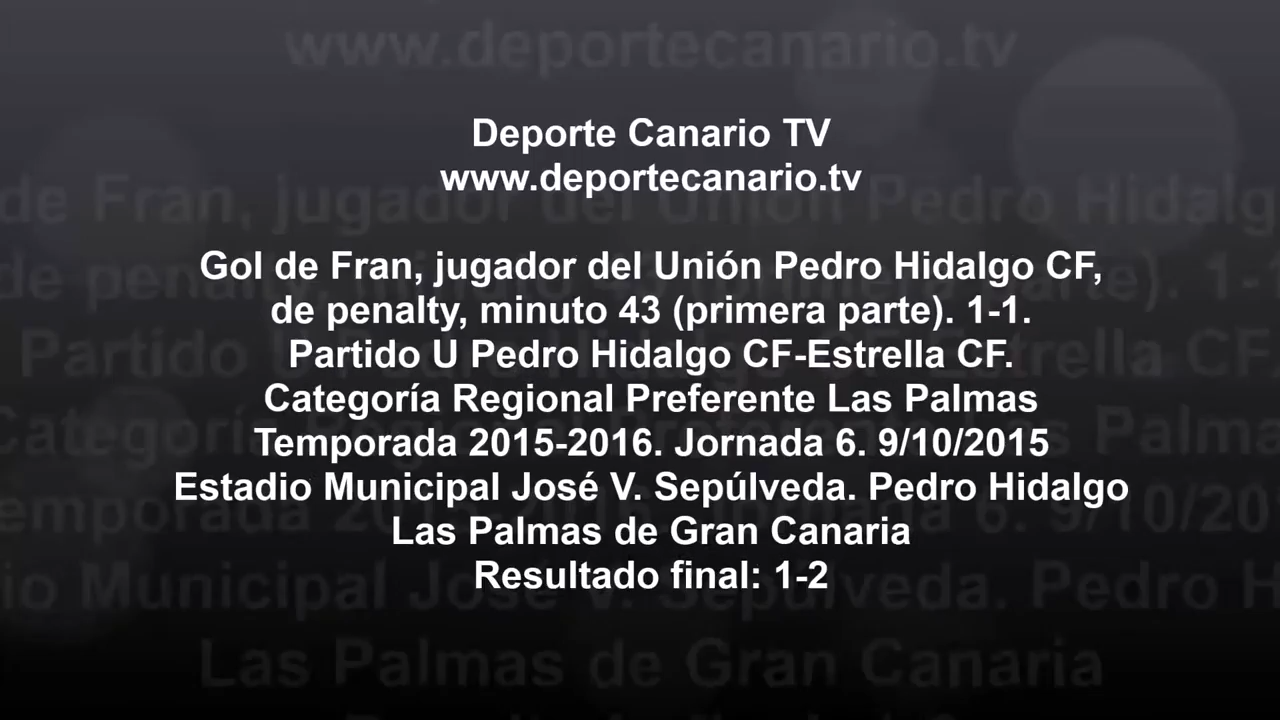 Deporte Canario TV
www.deportecanario.tv
Gol de Fran, jugador del Unión Pedro Hidalgo CF,
de penalty, minuto 43 (primera parte). 1-1.
Partido U Pedro Hidalgo CF-Estrella CF.
Categoría Regional Preferente Las Palmas
Temporada 2015-2016. Jornada 6. 9/10/2015
Estadio Municipal José V. Sepúlveda. Pedro Hidalgo
Las Palmas de Gran Canaria
Resultado final: 1-2